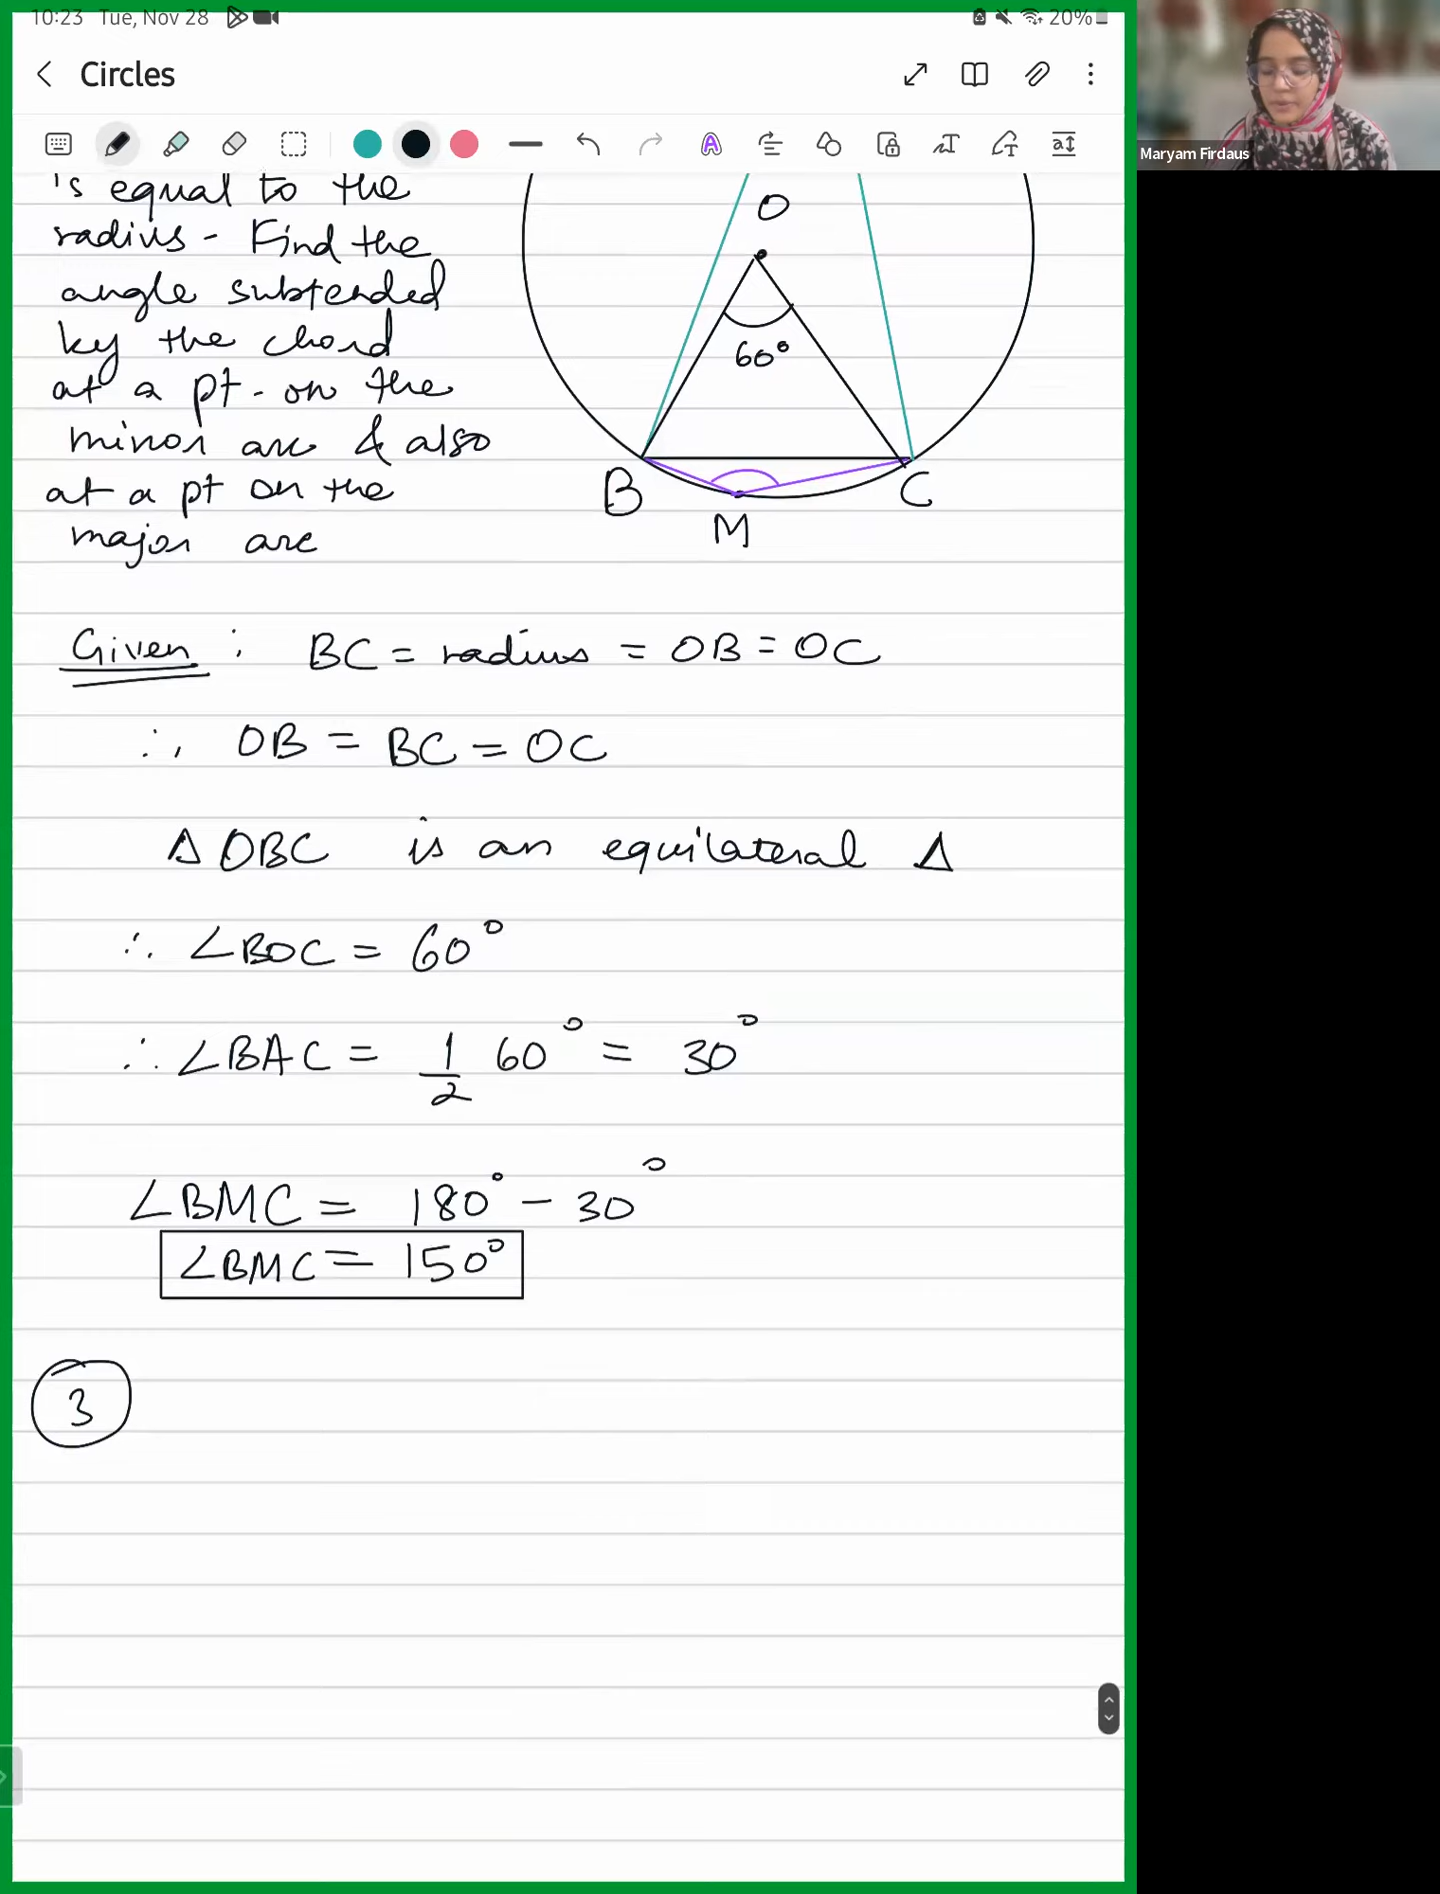 10:23 Tue, Nov 28
20%
Circles
Maryam Firdaus
is equal to the
radius - Find the
angle subtended
by the chord
at a pt. on the
minor arc & also
at a pt on the
major arc
O
60°
B
C
M
Given : BC = radius = OB = OC
∴ OB = BC = OC
Δ OBC is an equilateral Δ
∴ ∠BOC = 60°
∴ ∠BAC = 1/2 60° = 30°
∠BMC = 180° - 30°
∠BMC = 150°
3